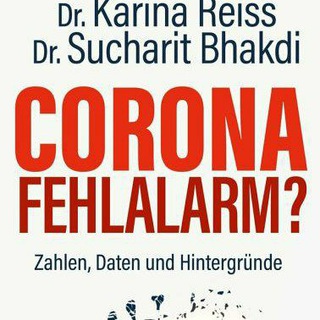 Dr. Karina Reiss
Dr. Sucharit Bhakdi
CORONA
FEHLALARM?
Zahlen, Daten und Hintergründe